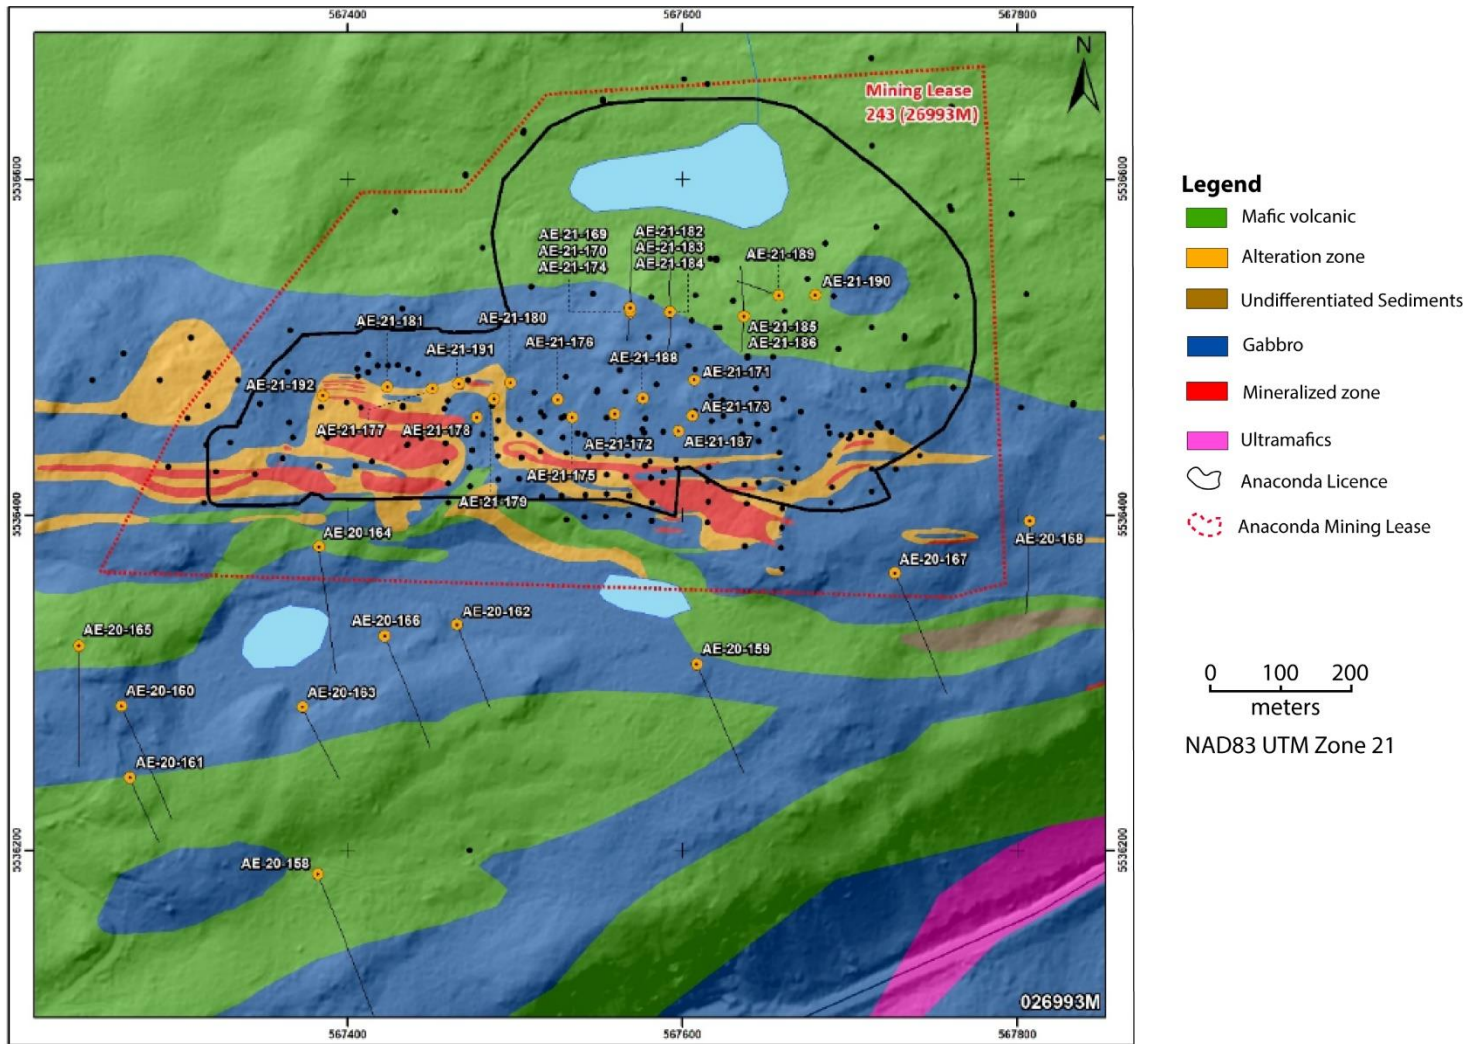 567400
567600
567800
N
Mining Lease
243 (26993M)
5536600
5536600
AE-21-169
AE-21-170
AE-21-174
AE-21-182
AE-21-183
AE-21-184
AE-21-189
AE-21-190
AE-21-181
AE-21-180
AE-21-185
AE-21-186
AE-21-191
AE-21-176
AE-21-188
AE-21-192
AE-21-171
AE-21-173
AE-21-177
AE-21-178
AE-21-172
AE-21-187
AE-21-175
AE-21-179
5536400
5536400
AE-20-164
AE-20-168
AE-20-167
AE-20-165
AE-20-166
AE-20-162
AE-20-159
AE-20-160
AE-20-163
AE-20-161
5536200
5536200
AE-20-158
026993M
567400
567600
567800
Legend
Mafic volcanic
Alteration zone
Undifferentiated Sediments
Gabbro
Mineralized zone
Ultramafics
Anaconda Licence
Anaconda Mining Lease
0 100 200
meters
NAD83 UTM Zone 21